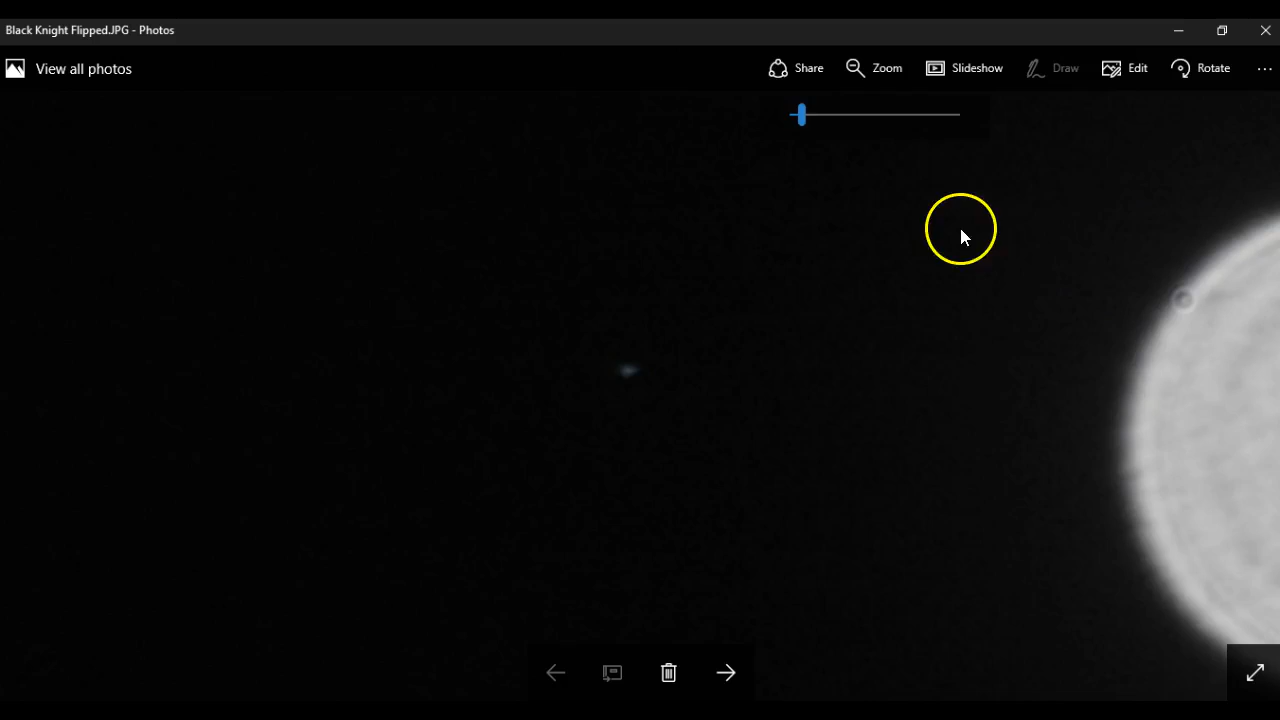 Black Knight Flipped.JPG - Photos
View all photos
Share
Zoom
Slideshow
Draw
Edit
Rotate